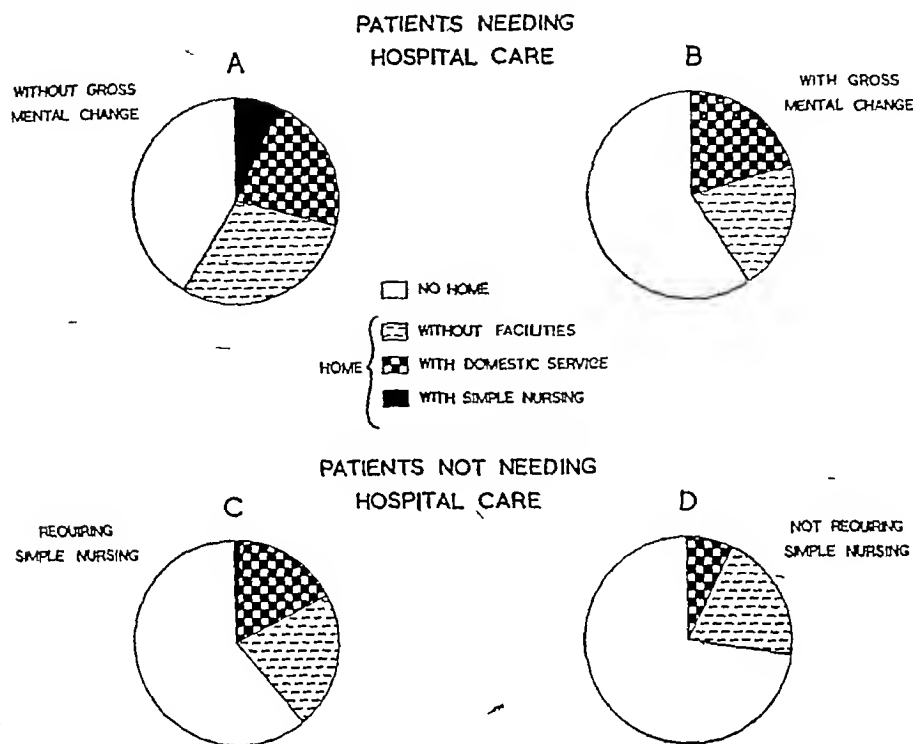 PATIENTS NEEDING
HOSPITAL CARE
A
B
WITHOUT GROSS
MENTAL CHANGE
WITH GROSS
MENTAL CHANGE
NO HOME
HOME
WITHOUT FACILITIES
WITH DOMESTIC SERVICE
WITH SIMPLE NURSING
PATIENTS NOT NEEDING
HOSPITAL CARE
C
D
REQUIRING
SIMPLE NURSING
NOT REQUIRING
SIMPLE NURSING